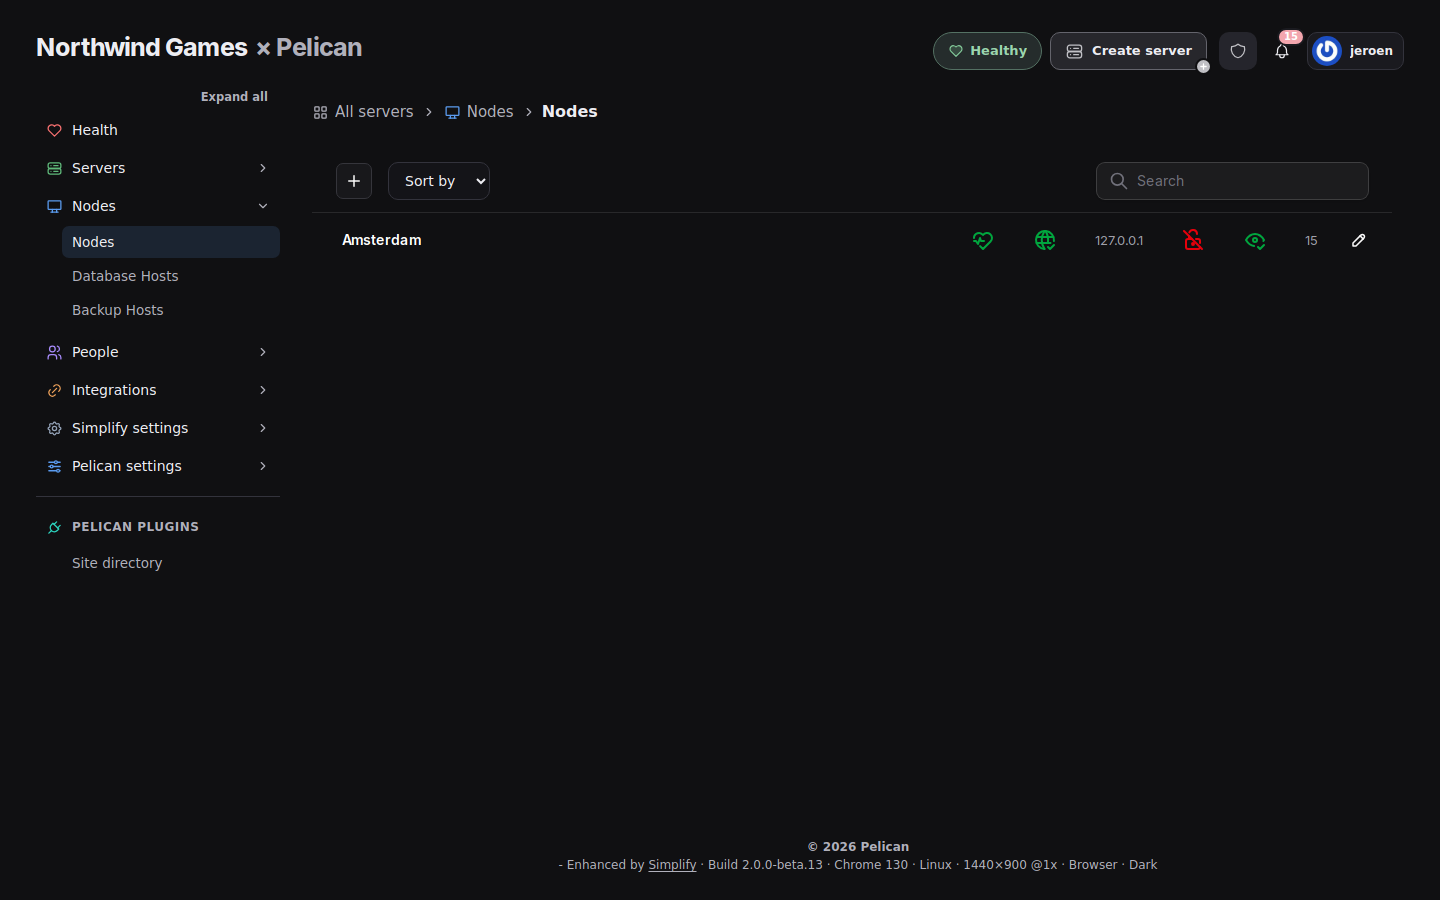 Northwind Games × Pelican
Healthy
Create server
15
jeroen
Expand all
Health
Servers
Nodes
Nodes
Database Hosts
Backup Hosts
People
Integrations
Simplify settings
Pelican settings
PELICAN PLUGINS
Site directory
All servers > Nodes > Nodes
Sort by
Search
Amsterdam 127.0.0.1 15
© 2026 Pelican
- Enhanced by Simplify · Build 2.0.0-beta.13 · Chrome 130 · Linux · 1440×900 @1x · Browser · Dark